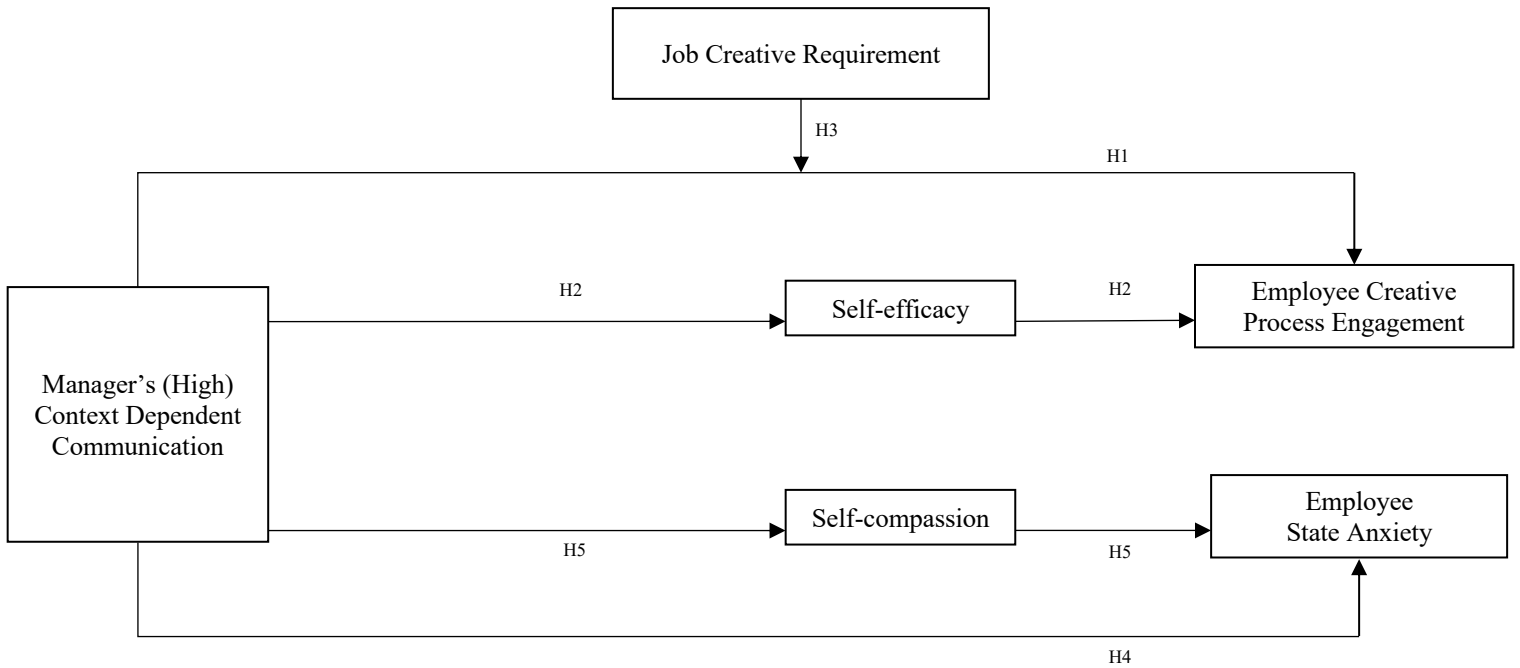 Job Creative Requirement
H3
H1
H2
Self-efficacy
H2
Employee Creative
Process Engagement
Manager’s (High)
Context Dependent
Communication
Self-compassion
Employee
State Anxiety
H5
H5
H4